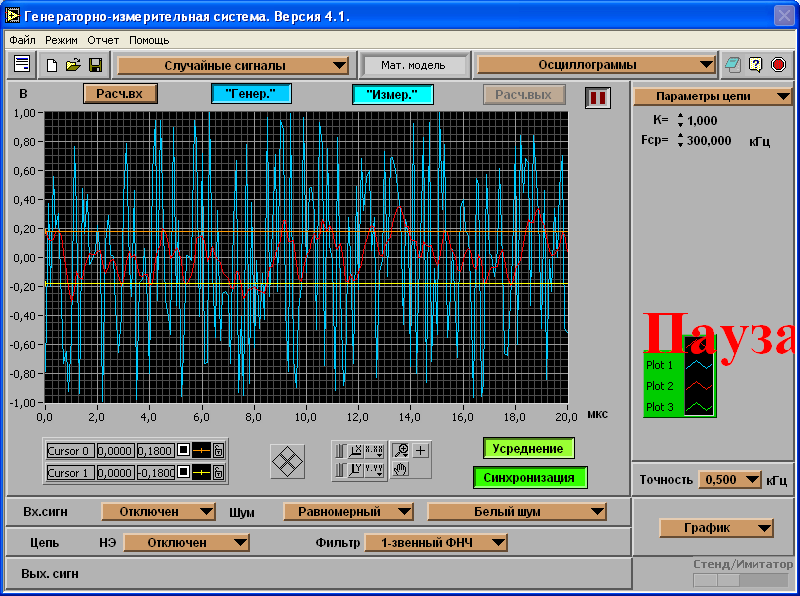 Генераторно-измерительная система. Версия 4.1.
Файл Режим Отчет Помощь
Случайные сигналы Мат. модель Осциллограммы
В Расч.вх "Генер." "Измер." Расч.вых
Параметры цепи
K= 1,000
Fср= 300,000 кГц
1,00
0,80
0,60
0,40
0,20
0,00
-0,20
-0,40
-0,60
-0,80
-1,00
0,0 2,0 4,0 6,0 8,0 10,0 12,0 14,0 16,0 18,0 20,0 мкс
Пауза
Plot 1
Plot 2
Plot 3
Cursor 0 0,0000 0,1800
Cursor 1 0,0000 -0,1800
X X.XX
Y Y.YY
Усреднение
Синхронизация
Точность 0,500 кГц
Вх.сигн Отключен Шум Равномерный Белый шум
График
Цепь НЭ Отключен Фильтр 1-звенный ФНЧ
Стенд/Имитатор
Вых. сигн